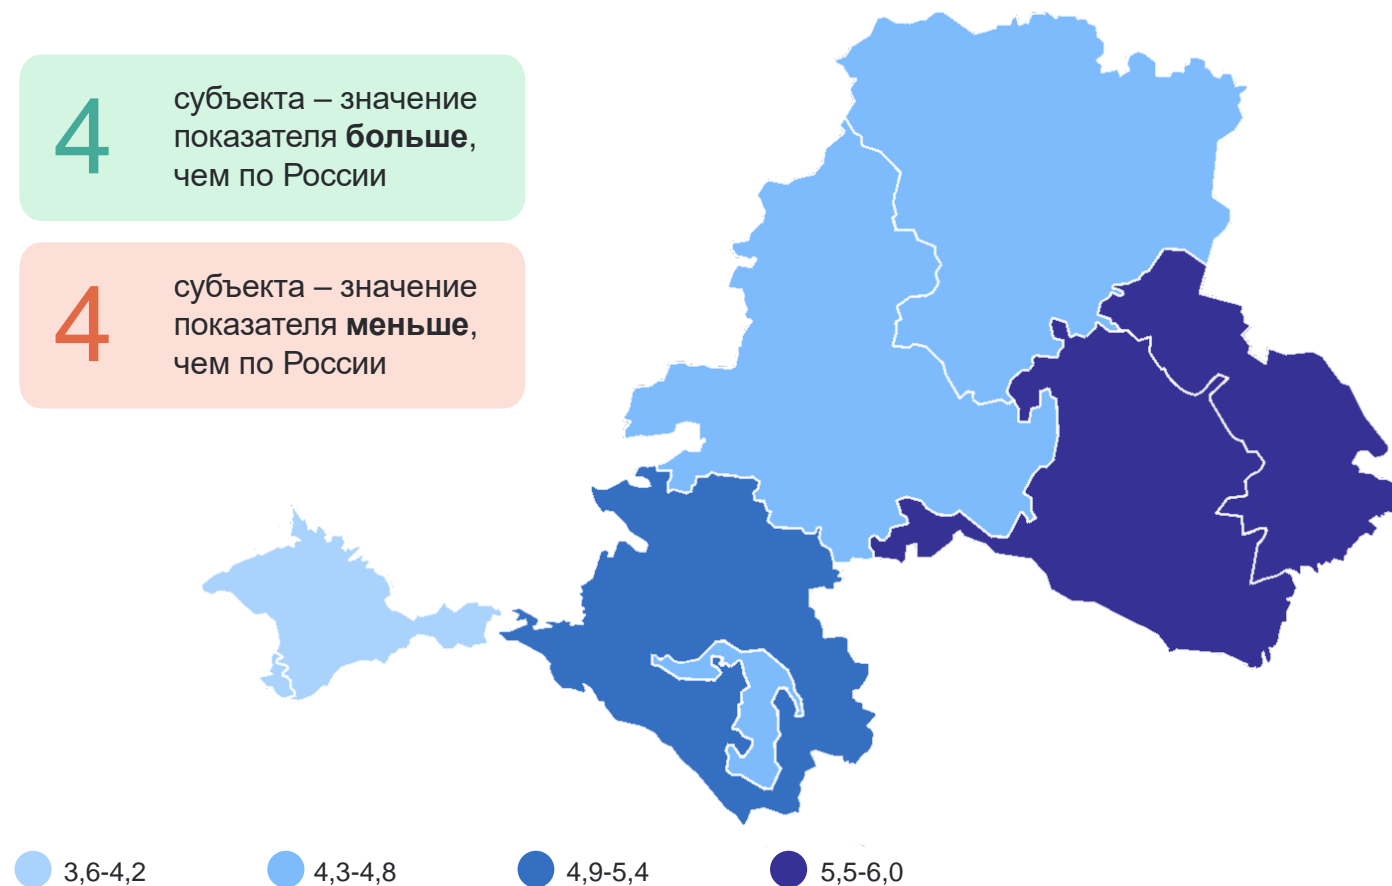 4
субъекта – значение
показателя больше,
чем по России
4
субъекта – значение
показателя меньше,
чем по России
3,6-4,2
4,3-4,8
4,9-5,4
5,5-6,0